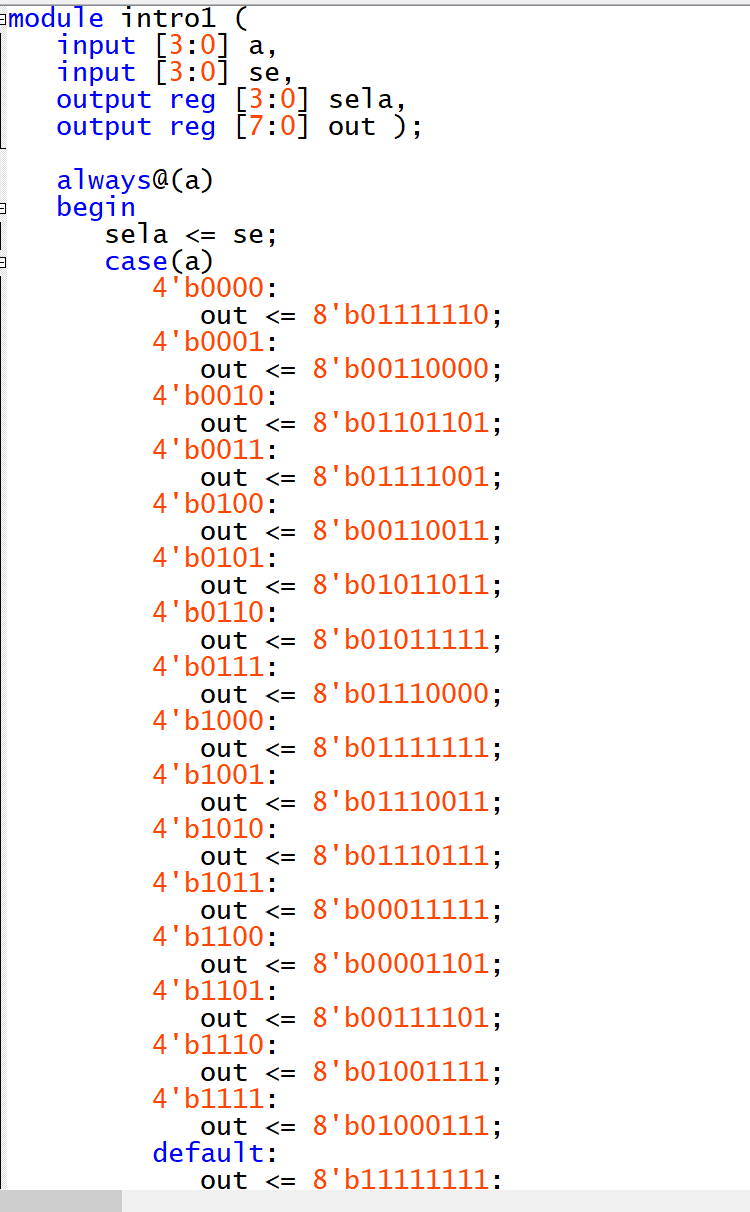 module intro1 (
   input [3:0] a,
   input [3:0] se,
   output reg [3:0] sela,
   output reg [7:0] out );

   always@(a)
   begin
      sela <= se;
      case(a)
         4'b0000:
            out <= 8'b01111110;
         4'b0001:
            out <= 8'b00110000;
         4'b0010:
            out <= 8'b01101101;
         4'b0011:
            out <= 8'b01111001;
         4'b0100:
            out <= 8'b00110011;
         4'b0101:
            out <= 8'b01011011;
         4'b0110:
            out <= 8'b01011111;
         4'b0111:
            out <= 8'b01110000;
         4'b1000:
            out <= 8'b01111111;
         4'b1001:
            out <= 8'b01110011;
         4'b1010:
            out <= 8'b01110111;
         4'b1011:
            out <= 8'b00011111;
         4'b1100:
            out <= 8'b00001101;
         4'b1101:
            out <= 8'b00111101;
         4'b1110:
            out <= 8'b01001111;
         4'b1111:
            out <= 8'b01000111;
         default:
            out <= 8'b11111111;